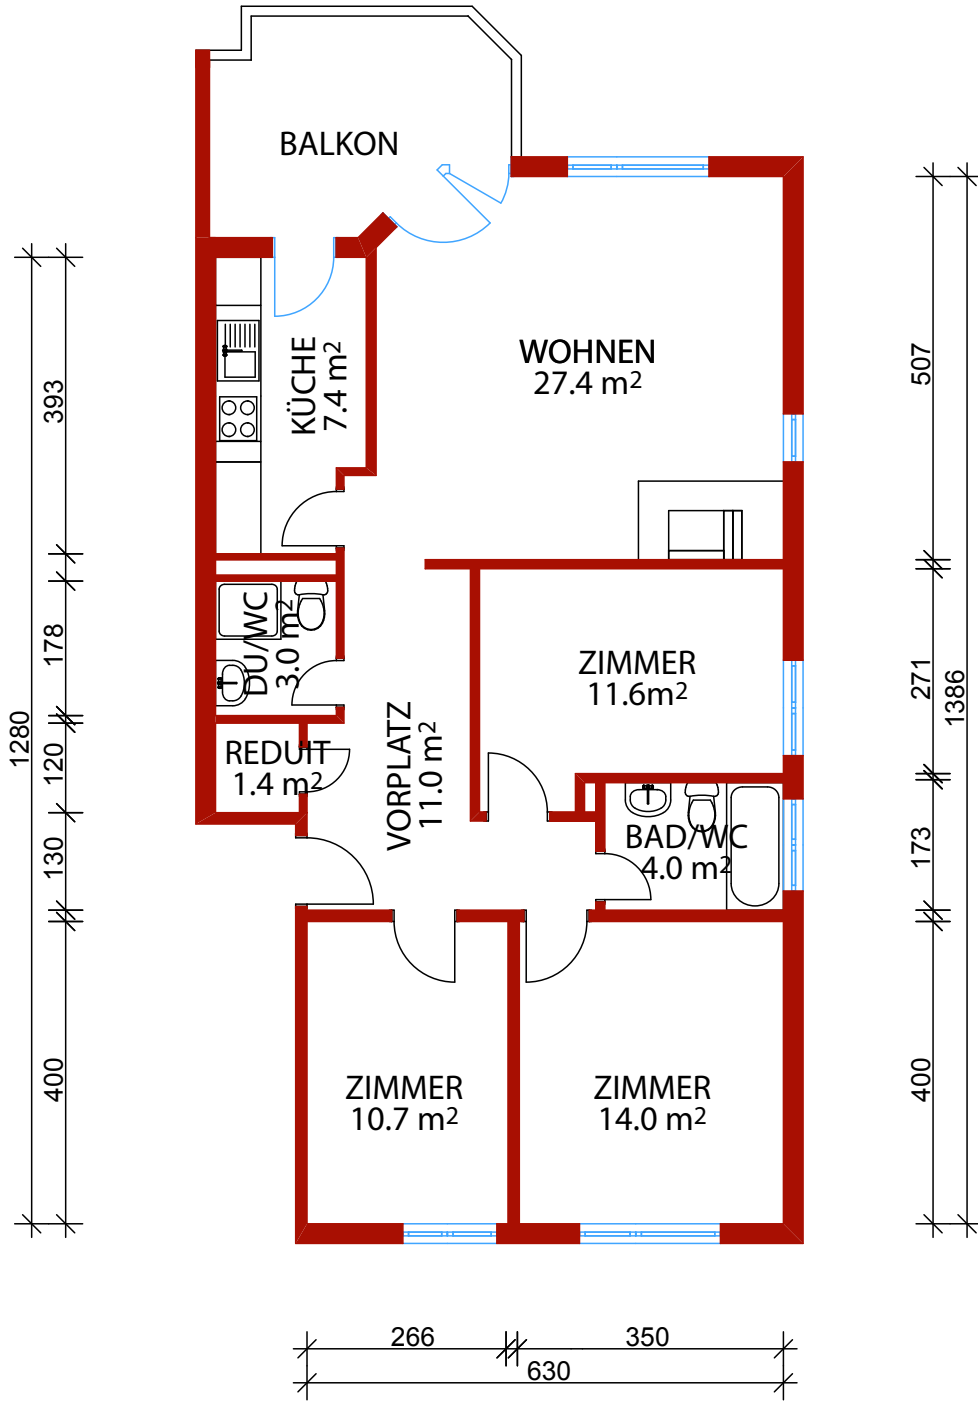 BALKON
WOHNEN
27.4 m²
KÜCHE
7.4 m²
DU/WC
3.0 m²
ZIMMER
11.6m²
REDUIT
1.4 m²
VORPLATZ
11.0 m²
BAD/WC
4.0 m²
ZIMMER
10.7 m²
ZIMMER
14.0 m²
1280
393
178
120
130
400
507
271
173
400
1386
266
350
630